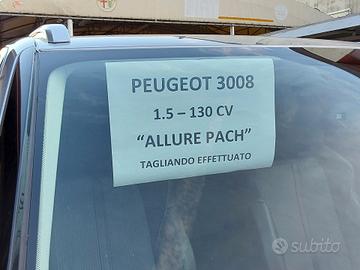 PEUGEOT 3008
1.5 – 130 CV
“ALLURE PACH”
TAGLIANDO EFFETTUATO
subito